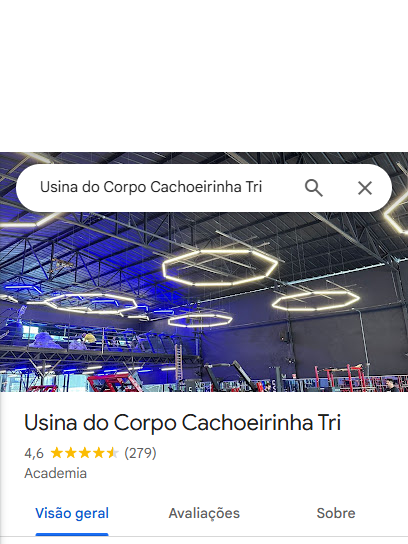 Usina do Corpo Cachoeirinha Tri
Usina do Corpo Cachoeirinha Tri
4,6 (279)
Academia
Visão geral Avaliações Sobre